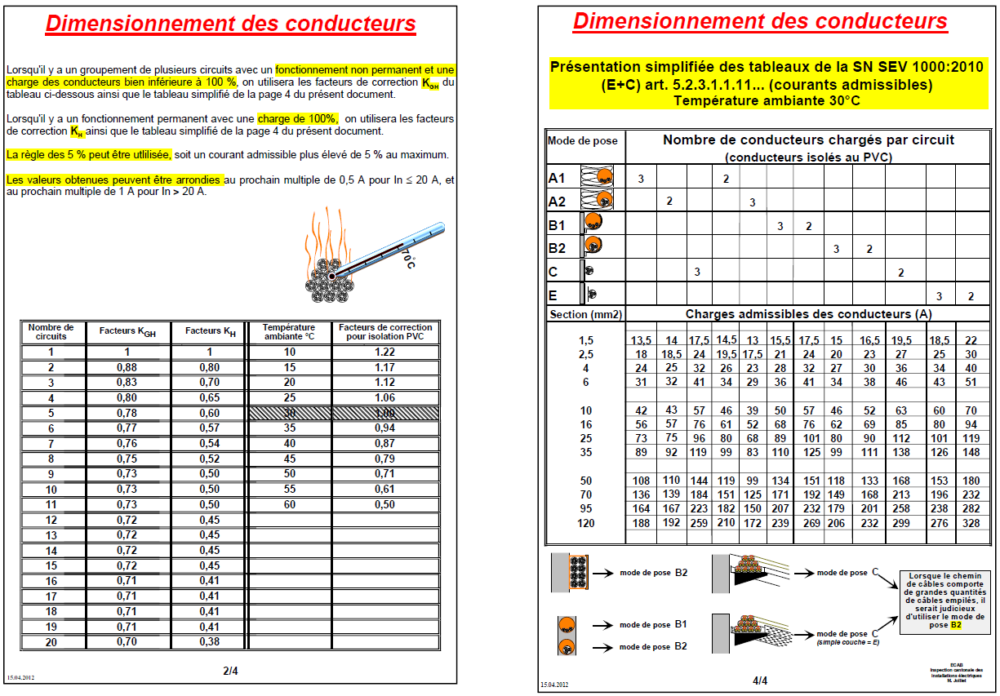 Dimensionnement des conducteurs
Lorsqu'il y a un groupement de plusieurs circuits avec un fonctionnement non permanent et une
charge des conducteurs bien inférieure à 100 %, on utilisera les facteurs de correction KGH du
tableau ci-dessous ainsi que le tableau simplifié de la page 4 du présent document.
Lorsqu'il y a un fonctionnement permanent avec une charge de 100%, on utilisera les facteurs
de correction KH ainsi que le tableau simplifié de la page 4 du présent document.
La règle des 5 % peut être utlilisée, soit un courant admissible plus élevé de 5 % au maximum.
Les valeurs obtenues peuvent être arrondies au prochain multiple de 0,5 A pour In ≤ 20 A, et
au prochain multiple de 1 A pour In > 20 A.
70°C
Nombre de circuits Facteurs KGH Facteurs KH Température ambiante °C Facteurs de correction pour isolation PVC
1 1 1 10 1.22
2 0,88 0,80 15 1.17
3 0,83 0,70 20 1.12
4 0,80 0,65 25 1.06
5 0,78 0,60 30 1.00
6 0,77 0,57 35 0,94
7 0,76 0,54 40 0,87
8 0,75 0,52 45 0,79
9 0,73 0,50 50 0,71
10 0,73 0,50 55 0,61
11 0,73 0,50 60 0,50
12 0,72 0,45
13 0,72 0,45
14 0,72 0,45
15 0,72 0,45
16 0,71 0,41
17 0,71 0,41
18 0,71 0,41
19 0,71 0,41
20 0,70 0,38
15.04.2012
2/4
Dimensionnement des conducteurs
Présentation simplifiée des tableaux de la SN SEV 1000:2010
(E+C) art. 5.2.3.1.1.11... (courants admissibles)
Température ambiante 30°C
Mode de pose Nombre de conducteurs chargés par circuit
(conducteurs isolés au PVC)
A1 3 2
A2 2 3
B1 3 2
B2 3 2
C 3 2
E 3 2
Section (mm2) Charges admissibles des conducteurs (A)
1,5 13,5 14 17,5 14,5 13 15,5 17,5 15 16,5 19,5 18,5 22
2,5 18 18,5 24 19,5 17,5 21 24 20 23 27 25 30
4 24 25 32 26 23 28 32 27 30 36 34 40
6 31 32 41 34 29 36 41 34 38 46 43 51
10 42 43 57 46 39 50 57 46 52 63 60 70
16 56 57 76 61 52 68 76 62 69 85 80 94
25 73 75 96 80 68 89 101 80 90 112 101 119
35 89 92 119 99 83 110 125 99 111 138 126 148
50 108 110 144 119 99 134 151 118 133 168 153 180
70 136 139 184 151 125 171 192 149 168 213 196 232
95 164 167 223 182 150 207 232 179 201 258 238 282
120 188 192 259 210 172 239 269 206 232 299 276 328
mode de pose B2
mode de pose C
mode de pose B1
mode de pose B2
mode de pose C
(simple couche = E)
Lorsque le chemin
de câbles comporte
de grandes quantités
de câbles empilés, il
serait judicieux
d'utiliser le mode de
pose B2
15.04.2012
4/4
ECAB
Inspection cantonale des
installations électriques
M. Jolliet